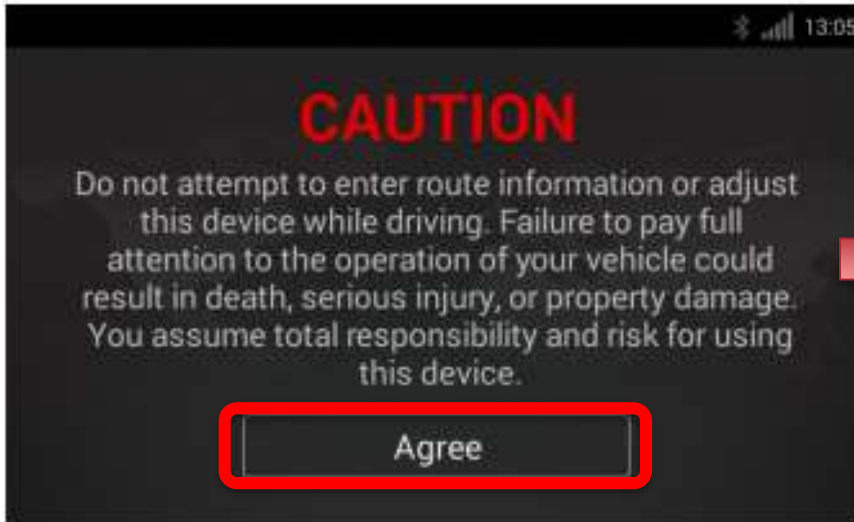 13:05
CAUTION
Do not attempt to enter route information or adjust
this device while driving. Failure to pay full
attention to the operation of your vehicle could
result in death, serious injury, or property damage.
You assume total responsibility and risk for using
this device.
Agree